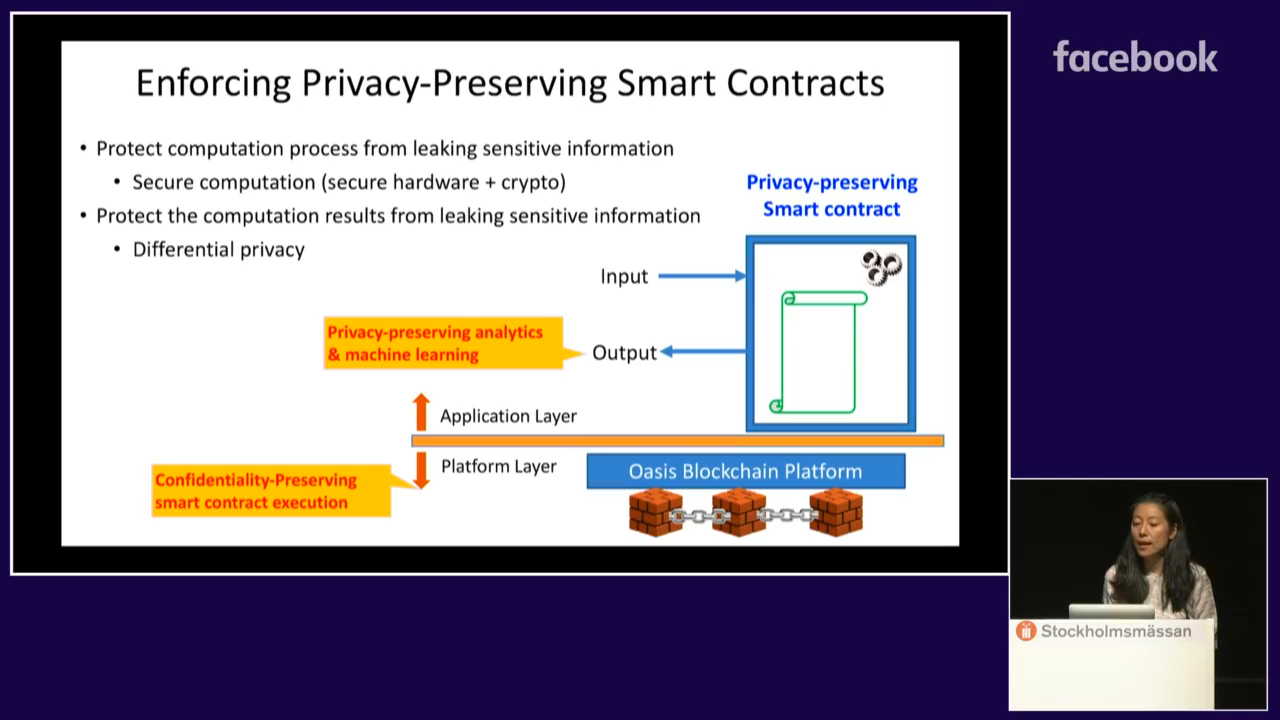 facebook
Enforcing Privacy-Preserving Smart Contracts
• Protect computation process from leaking sensitive information
• Secure computation (secure hardware + crypto)
• Protect the computation results from leaking sensitive information
• Differential privacy
Privacy-preserving
Smart contract
Input
Privacy-preserving analytics
& machine learning
Output
Application Layer
Platform Layer
Confidentiality-Preserving
smart contract execution
Oasis Blockchain Platform
Stockholmsmässan